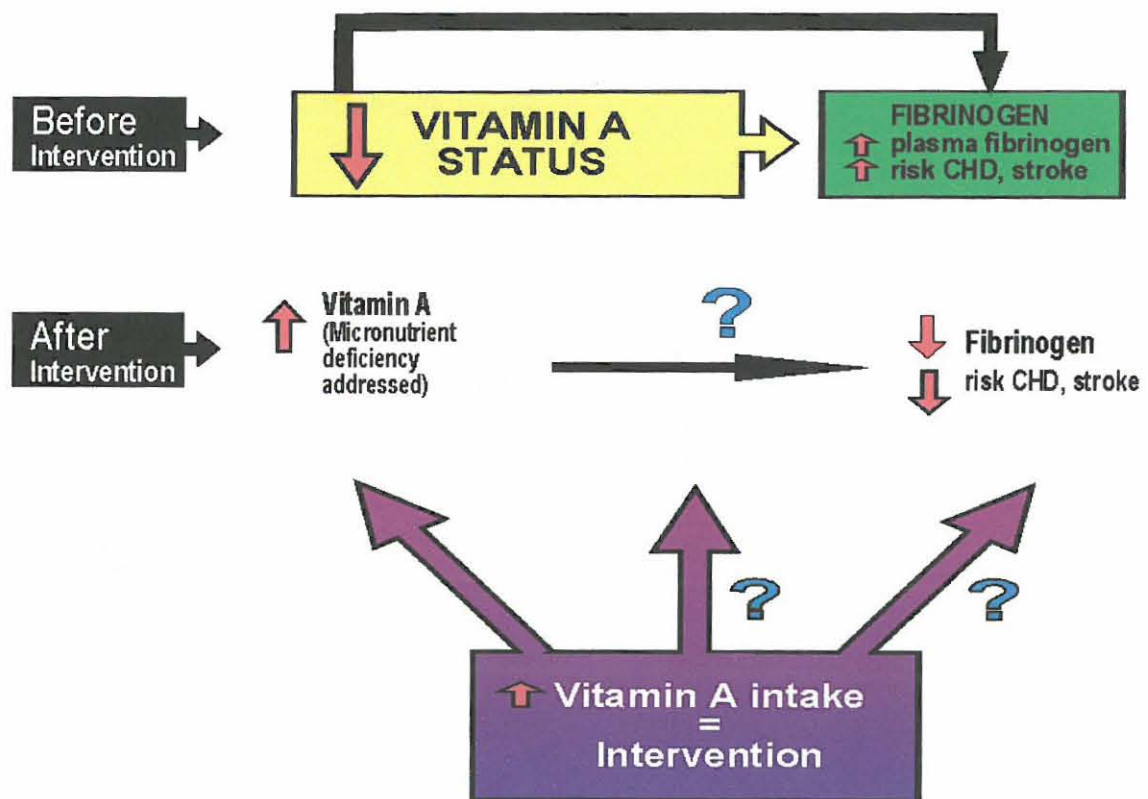 Before
Intervention
VITAMIN A
STATUS
FIBRINOGEN
plasma fibrinogen
risk CHD, stroke
After
Intervention
Vitamin A
(Micronutrient
deficiency
addressed)
?
Fibrinogen
risk CHD, stroke
?
?
Vitamin A intake
=
Intervention